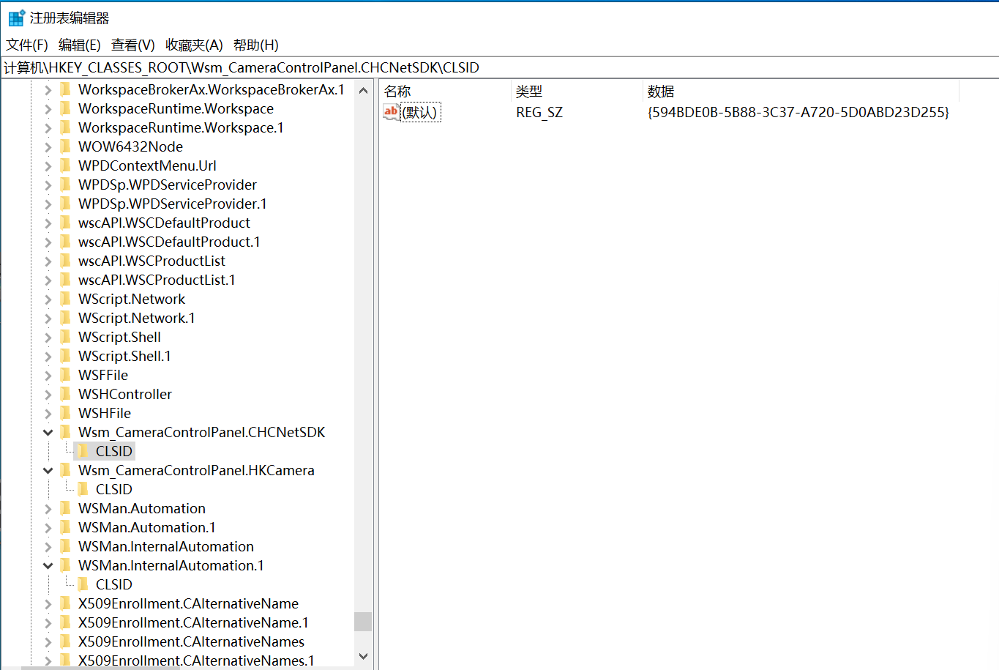 注册表编辑器
文件(F) 编辑(E) 查看(V) 收藏夹(A) 帮助(H)
计算机\HKEY_CLASSES_ROOT\Wsm_CameraControlPanel.CHCNetSDK\CLSID
WorkspaceBrokerAx.WorkspaceBrokerAx.1
WorkspaceRuntime.Workspace
WorkspaceRuntime.Workspace.1
WOW6432Node
WPDContextMenu.Url
WPDSp.WPDServiceProvider
WPDSp.WPDServiceProvider.1
wscAPI.WSCDefaultProduct
wscAPI.WSCDefaultProduct.1
wscAPI.WSCProductList
wscAPI.WSCProductList.1
WScript.Network
WScript.Network.1
WScript.Shell
WScript.Shell.1
WSFFile
WSHController
WSHFile
Wsm_CameraControlPanel.CHCNetSDK
CLSID
Wsm_CameraControlPanel.HKCamera
CLSID
WSMan.Automation
WSMan.Automation.1
WSMan.InternalAutomation
WSMan.InternalAutomation.1
CLSID
X509Enrollment.CAlternativeName
X509Enrollment.CAlternativeName.1
X509Enrollment.CAlternativeNames
X509Enrollment.CAlternativeNames.1
名称 类型 数据
ab (默认) REG_SZ {594BDE0B-5B88-3C37-A720-5D0ABD23D255}